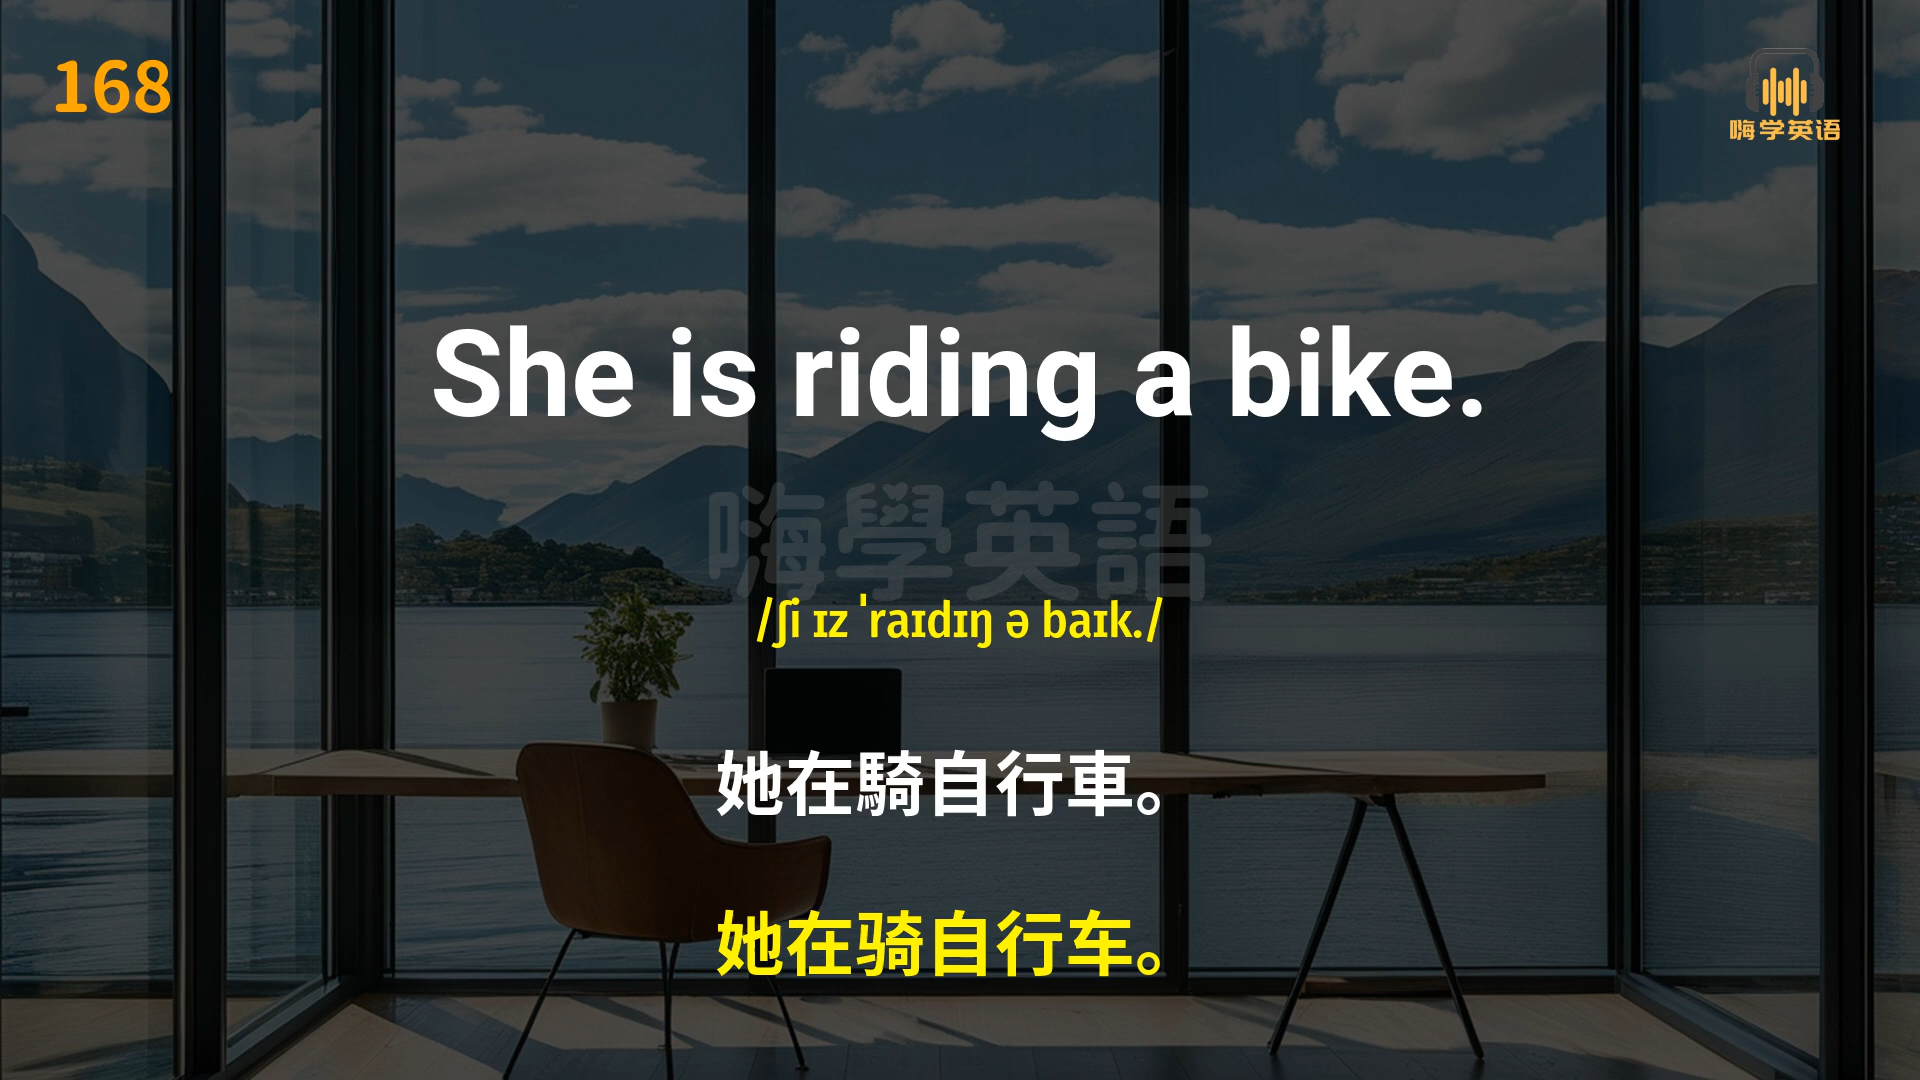 168
嗨学英语
She is riding a bike.
嗨學英語
/ʃi ɪz ˈraɪdɪŋ ə baɪk./
她在騎自行車。
她在骑自行车。